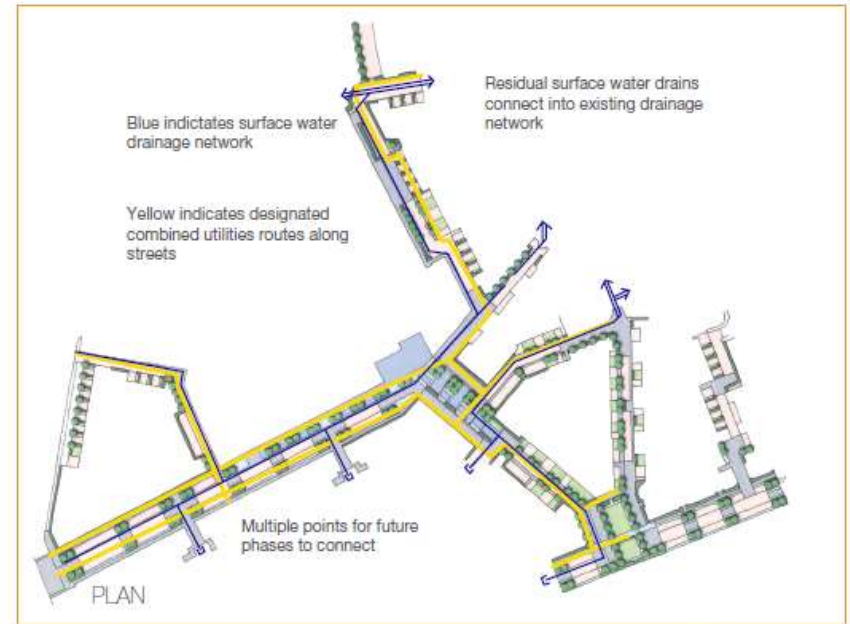 Residual surface water drains
connect into existing drainage
network
Blue indictates surface water
drainage network
Yellow indicates designated
combined utilities routes along
streets
Multiple points for future
phases to connect
PLAN